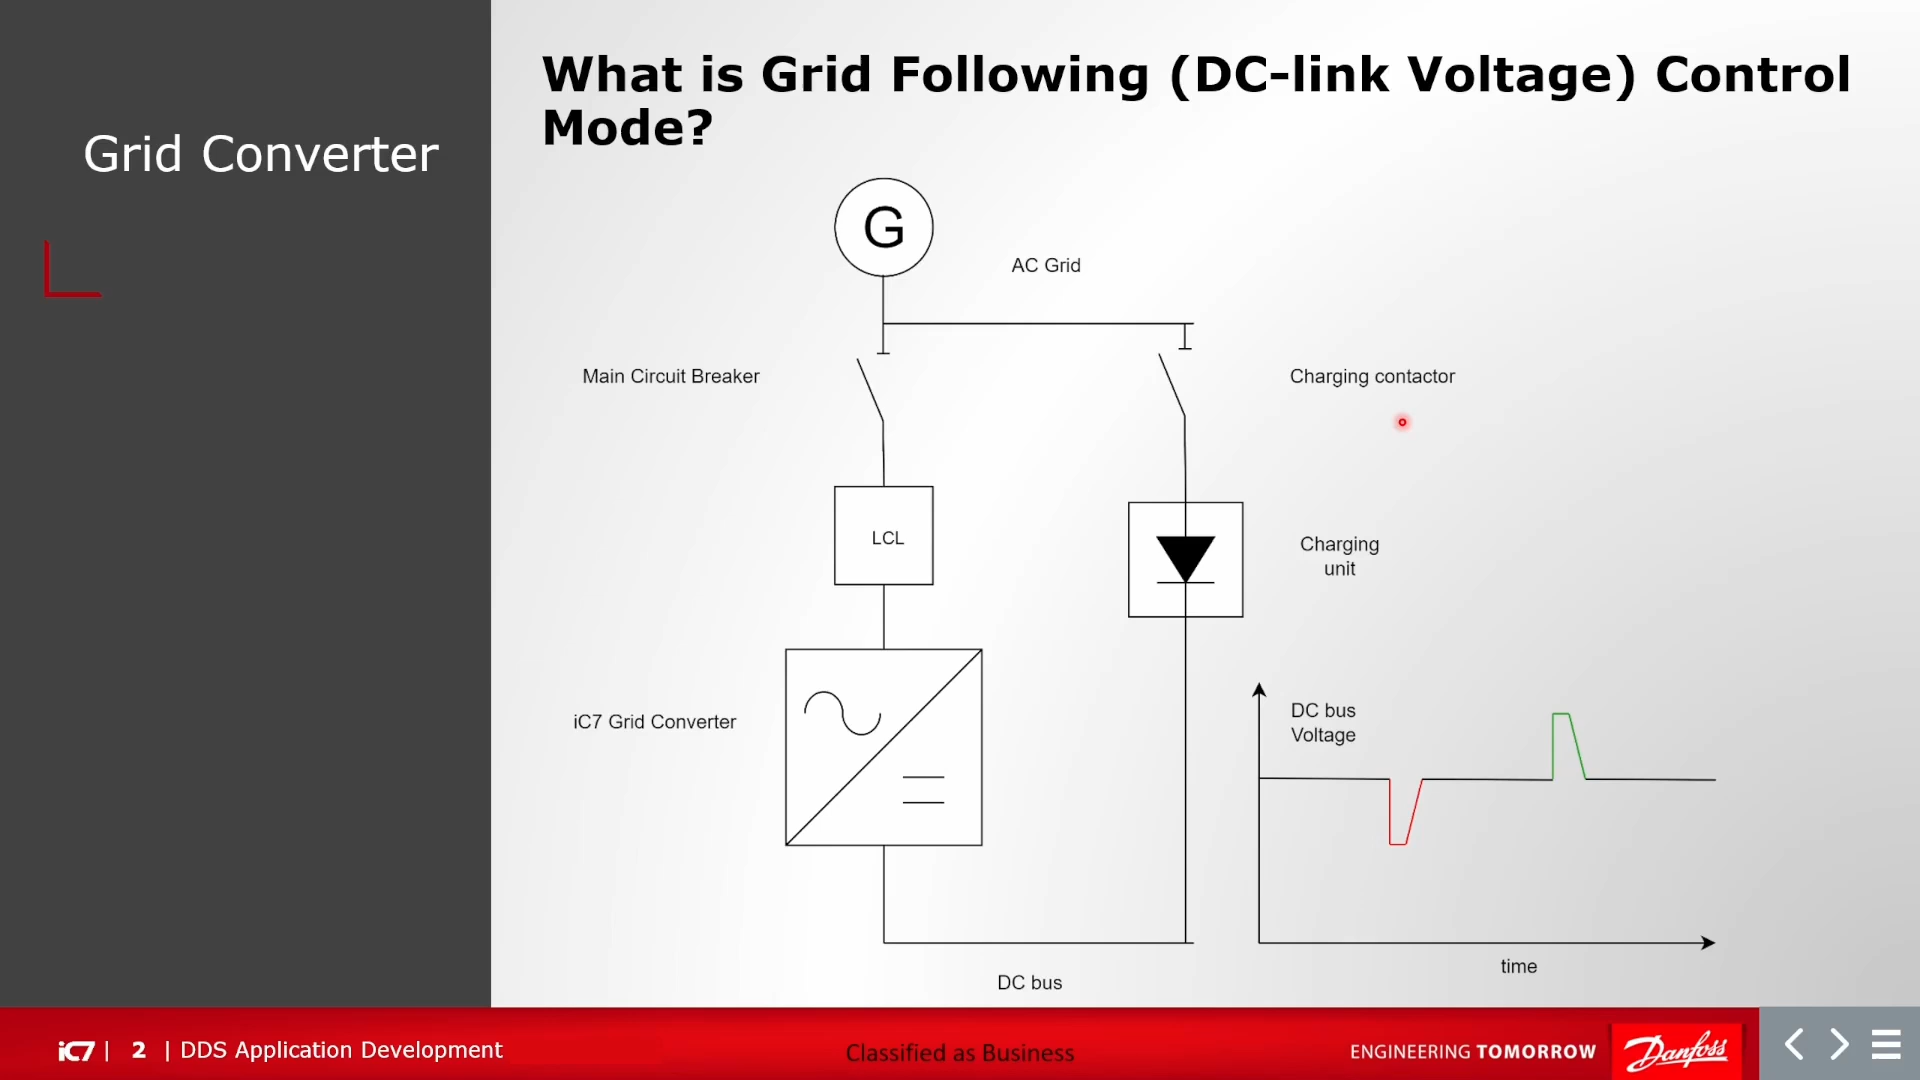 Grid Converter
What is Grid Following (DC-link Voltage) Control
Mode?
G
AC Grid
Main Circuit Breaker
Charging contactor
LCL
Charging
unit
iC7 Grid Converter
DC bus
Voltage
time
DC bus
iC7 | 2 | DDS Application Development
Classified as Business
ENGINEERING TOMORROW
Danfoss